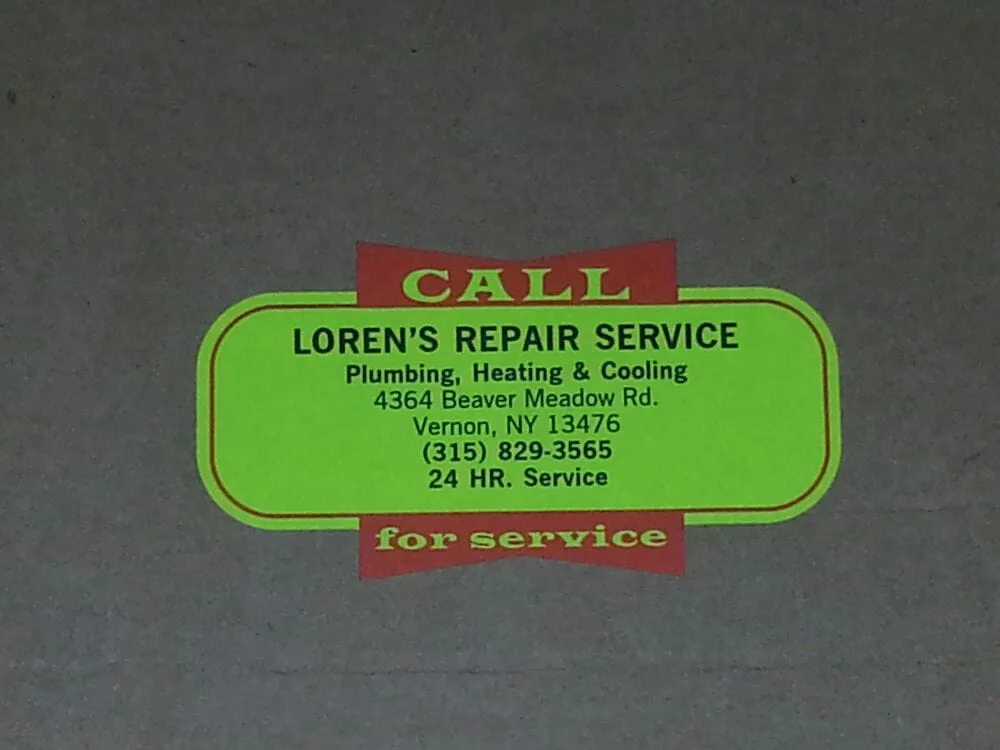 CALL
LOREN'S REPAIR SERVICE
Plumbing, Heating & Cooling
4364 Beaver Meadow Rd.
Vernon, NY 13476
(315) 829-3565
24 HR. Service
for service